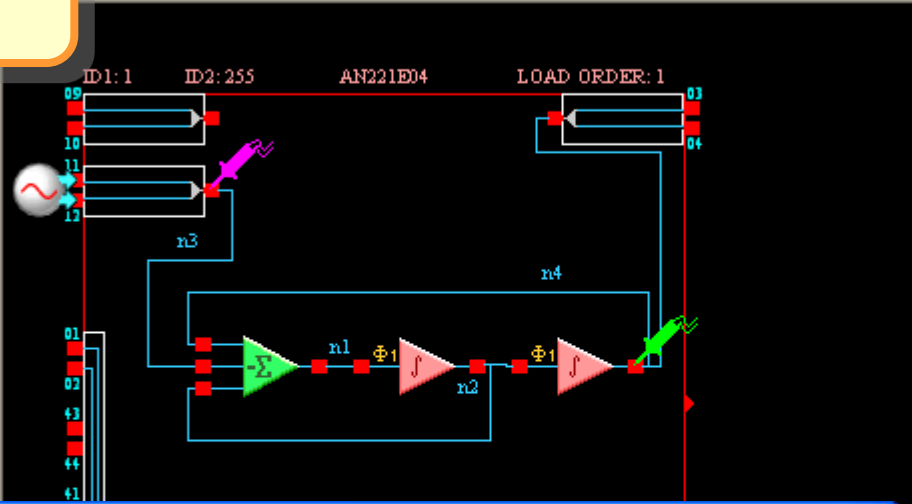 ID1: 1 ID2: 255 AN221E04 LOAD ORDER: 1
09 03
10 04
11
12
n3
n4
01
n1
Φ1 Φ1
-Σ ∫ ∫
02 n2
43
44
41